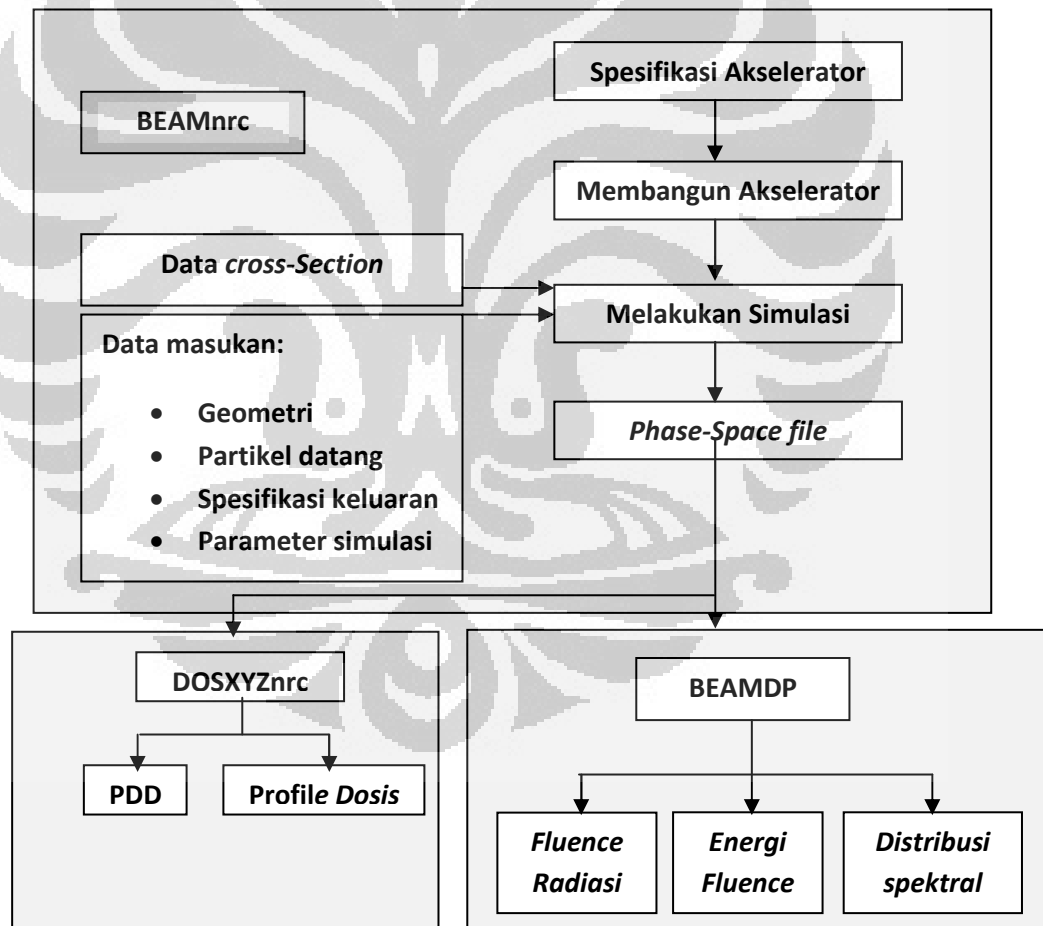 Spesifikasi Akselerator
BEAMnrc
Membangun Akselerator
Data cross-Section
Melakukan Simulasi
Data masukan:
• Geometri
• Partikel datang
• Spesifikasi keluaran
• Parameter simulasi
Phase-Space file
DOSXYZnrc
PDD
Profile Dosis
BEAMDP
Fluence
Radiasi
Energi
Fluence
Distribusi
spektral